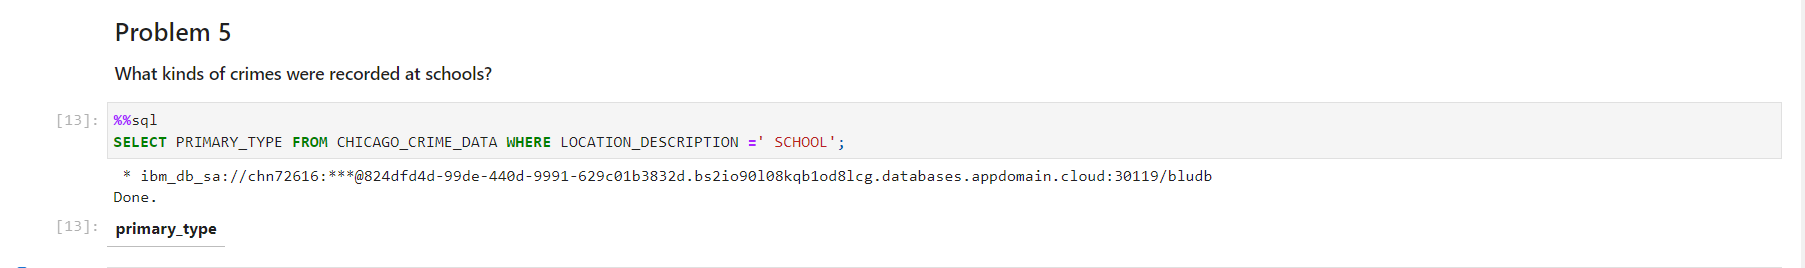 Problem 5
What kinds of crimes were recorded at schools?
[13]: %%sql
SELECT PRIMARY_TYPE FROM CHICAGO_CRIME_DATA WHERE LOCATION_DESCRIPTION =' SCHOOL';
* ibm_db_sa://chn72616:***@824dfd4d-99de-440d-9991-629c01b3832d.bs2io90l08kqb1od8lcg.databases.appdomain.cloud:30119/bludb
Done.
[13]: primary_type